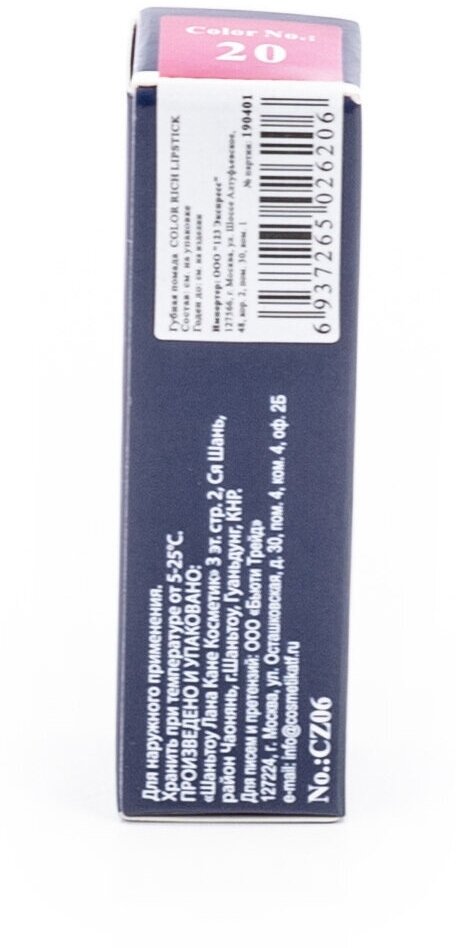 Color No.:
20
Губная помада COLOR RICH LIPSTICK
Состав: см. на упаковке
Годен до: см. на изделии
Импортер: ООО "123 Экспресс"
127566, г. Москва, ул. Шоссе Алтуфьевское,
48, кор. 2, пом. 30, ком. 1
№ партии: 190401
6 937265 026206
Для наружного применения.
Хранить при температуре от 5-25°С.
ПРОИЗВЕДЕНО И УПАКОВАНО:
«Шаньтоу Лана Кане Косметик» 3 эт. стр. 2, Ся Шань,
район Чаонянь, г.Шаньтоу, Гуаньдунг, КНР.
Для писем и претензий: ООО «Бьюти Трейд»
127224, г. Москва, ул. Осташковская, д. 30, пом. 4, ком. 4, оф. 2Б
e-mail: info@cosmetikatf.ru
No.:CZ06